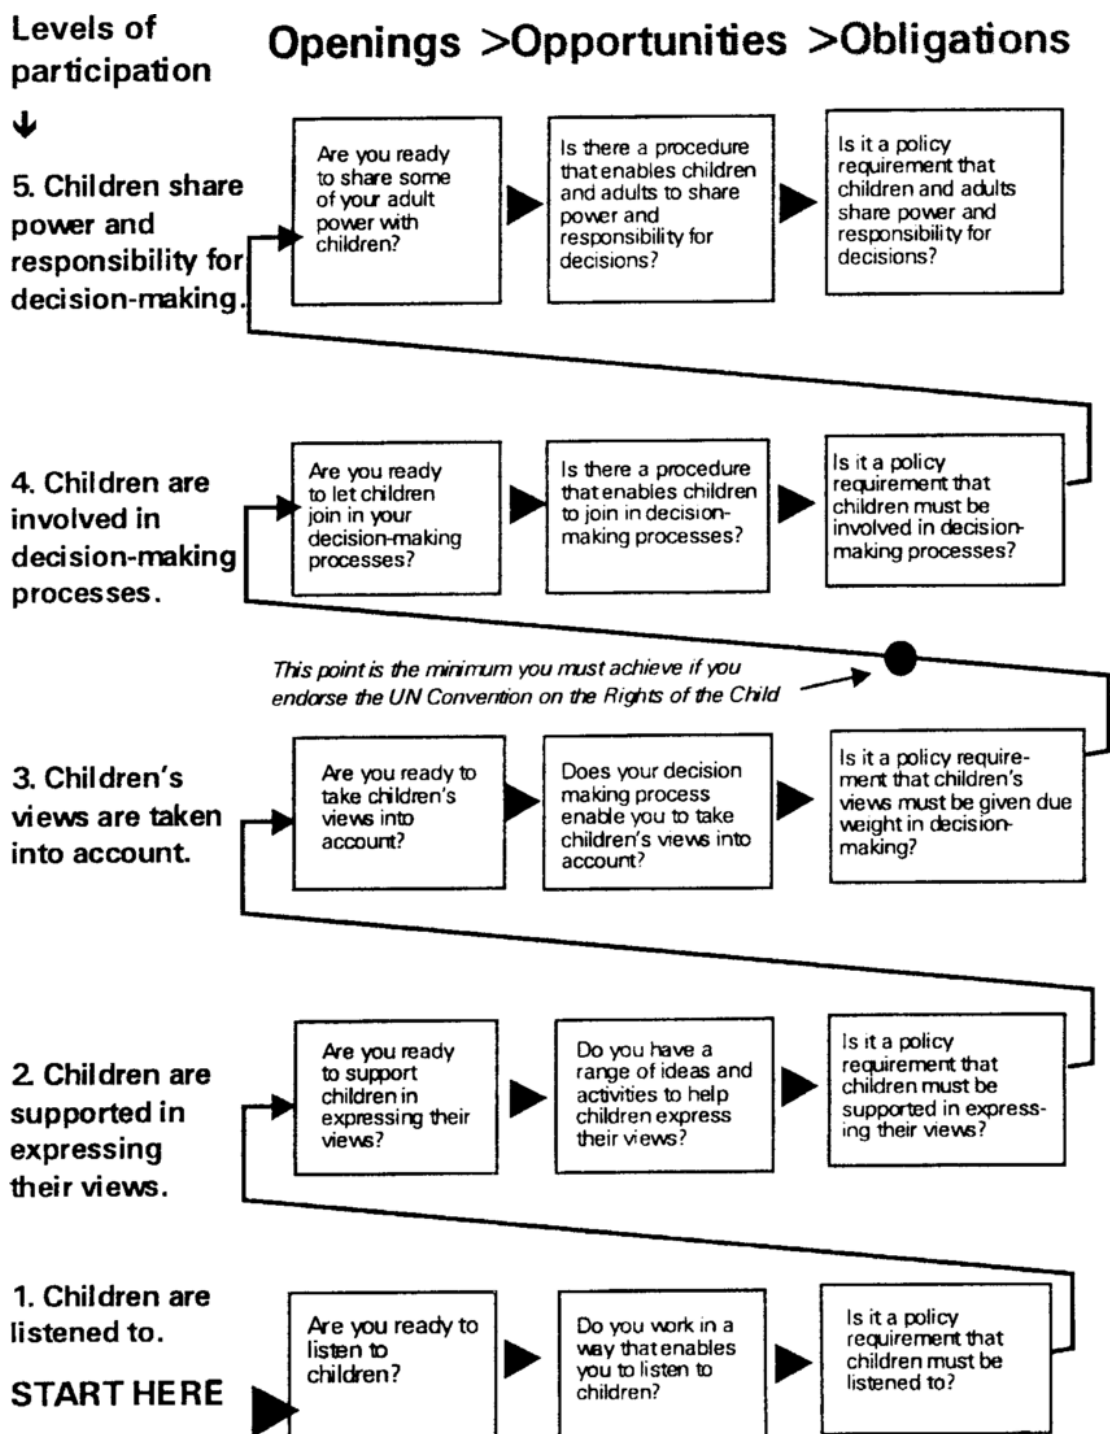 Levels of
participation
Openings >Opportunities >Obligations
5. Children share
power and
responsibility for
decision-making.
Are you ready
to share some
of your adult
power with
children?
Is there a procedure
that enables children
and adults to share
power and
responsibility for
decisions?
Is it a policy
requirement that
children and adults
share power and
responsibility for
decisions?
4. Children are
involved in
decision-making
processes.
Are you ready
to let children
join in your
decision-making
processes?
Is there a procedure
that enables children
to join in decision-
making processes?
Is it a policy
requirement that
children must be
involved in decision-
making processes?
This point is the minimum you must achieve if you
endorse the UN Convention on the Rights of the Child
3. Children's
views are taken
into account.
Are you ready to
take children's
views into
account?
Does your decision
making process
enable you to take
children's views into
account?
Is it a policy require-
ment that children's
views must be given due
weight in decision-
making?
2. Children are
supported in
expressing
their views.
Are you ready
to support
children in
expressing their
views?
Do you have a
range of ideas and
activities to help
children express
their views?
Is it a policy
requirement that
children must be
supported in express-
ing their views?
1. Children are
listened to.
START HERE
Are you ready to
listen to
children?
Do you work in a
way that enables
you to listen to
children?
Is it a policy
requirement that
children must be
listened to?